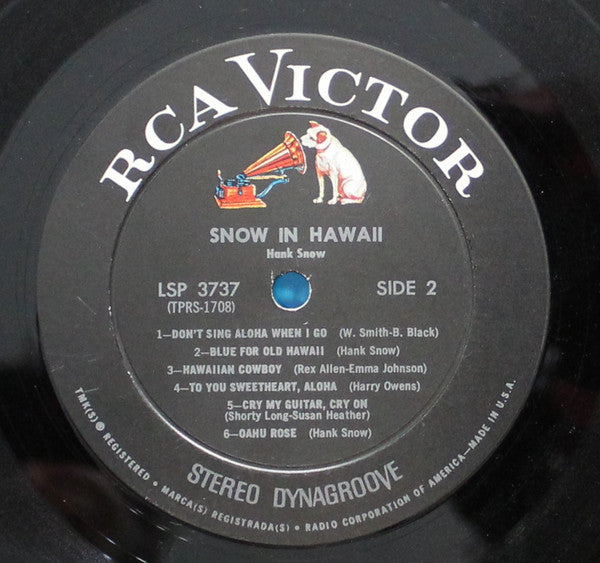 RCA VICTOR
SNOW IN HAWAII
Hank Snow
LSP 3737
(TPRS-1708)
SIDE 2
1—DON'T SING ALOHA WHEN I GO (W. Smith-B. Black)
2—BLUE FOR OLD HAWAII (Hank Snow)
3—HAWAIIAN COWBOY (Rex Allen-Emma Johnson)
4—TO YOU SWEETHEART, ALOHA (Harry Owens)
5—CRY MY GUITAR, CRY ON
(Shorty Long-Susan Heather)
6—OAHU ROSE (Hank Snow)
STEREO DYNAGROOVE
TMK(S) ® REGISTERED • MARCA(S) REGISTRADA(S) • RADIO CORPORATION OF AMERICA—MADE IN U.S.A.